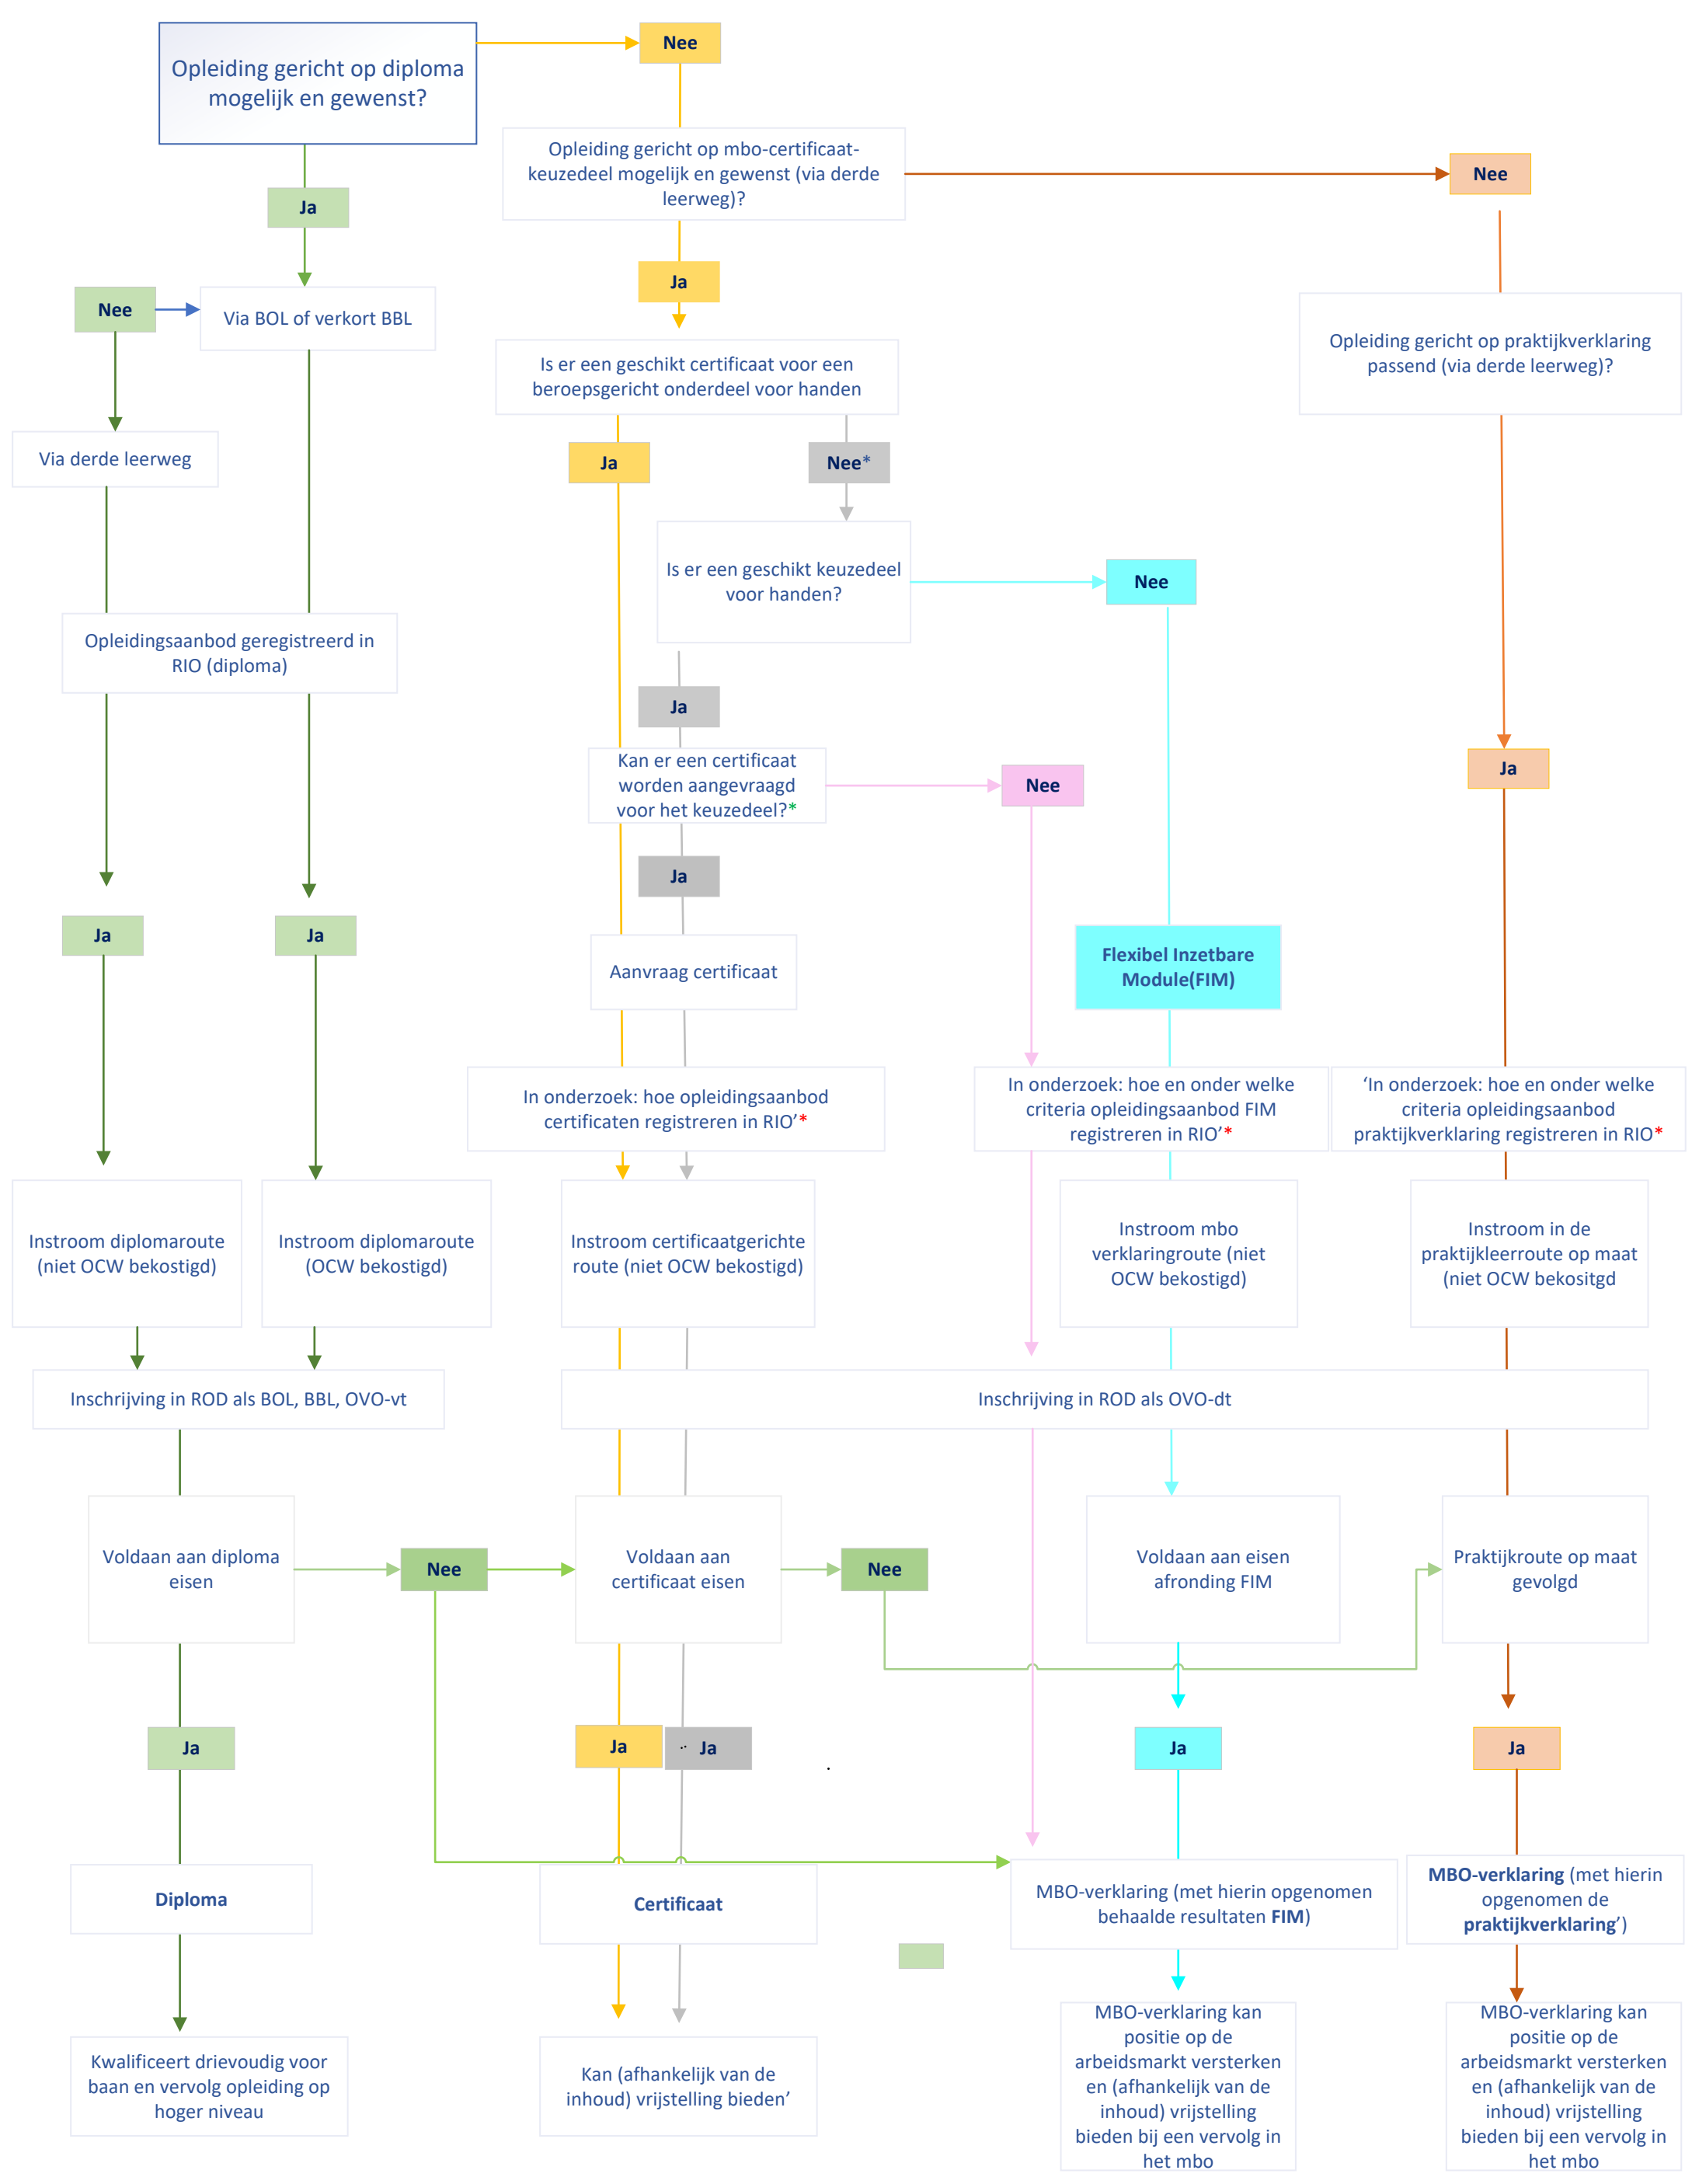 Opleiding gericht op diploma
mogelijk en gewenst?
Nee
Opleiding gericht op mbo-certificaat-
keuzedeel mogelijk en gewenst (via derde
leerweg)?
Nee
Ja
Ja
Nee
Via BOL of verkort BBL
Opleiding gericht op praktijkverklaring
passend (via derde leerweg)?
Is er een geschikt certificaat voor een
beroepsgericht onderdeel voor handen
Via derde leerweg
Ja
Nee*
Is er een geschikt keuzedeel
voor handen?
Nee
Opleidingsaanbod geregistreerd in
RIO (diploma)
Ja
Kan er een certificaat
worden aangevraagd
voor het keuzedeel?*
Nee
Ja
Ja
Ja
Ja
Aanvraag certificaat
Flexibel Inzetbare
Module(FIM)
In onderzoek: hoe opleidingsaanbod
certificaten registreren in RIO’*
In onderzoek: hoe en onder welke
criteria opleidingsaanbod FIM
registreren in RIO’*
‘In onderzoek: hoe en onder welke
criteria opleidingsaanbod
praktijkverklaring registreren in RIO*
Instroom diplomaroute
(niet OCW bekostigd)
Instroom diplomaroute
(OCW bekostigd)
Instroom certificaatgerichte
route (niet OCW bekostigd)
Instroom mbo
verklaringroute (niet
OCW bekostigd)
Instroom in de
praktijkleerroute op maat
(niet OCW bekositgd
Inschrijving in ROD als BOL, BBL, OVO-vt
Inschrijving in ROD als OVO-dt
Voldaan aan diploma
eisen
Nee
Voldaan aan
certificaat eisen
Nee
Voldaan aan eisen
afronding FIM
Praktijkroute op maat
gevolgd
Ja
Ja
.. Ja
.
Ja
Ja
Diploma
Certificaat
MBO-verklaring (met hierin opgenomen
behaalde resultaten FIM)
MBO-verklaring (met hierin
opgenomen de
praktijkverklaring’)
Kwalificeert drievoudig voor
baan en vervolg opleiding op
hoger niveau
Kan (afhankelijk van de
inhoud) vrijstelling bieden’
MBO-verklaring kan
positie op de
arbeidsmarkt versterken
en (afhankelijk van de
inhoud) vrijstelling
bieden bij een vervolg in
het mbo
MBO-verklaring kan
positie op de
arbeidsmarkt versterken
en (afhankelijk van de
inhoud) vrijstelling
bieden bij een vervolg in
het mbo